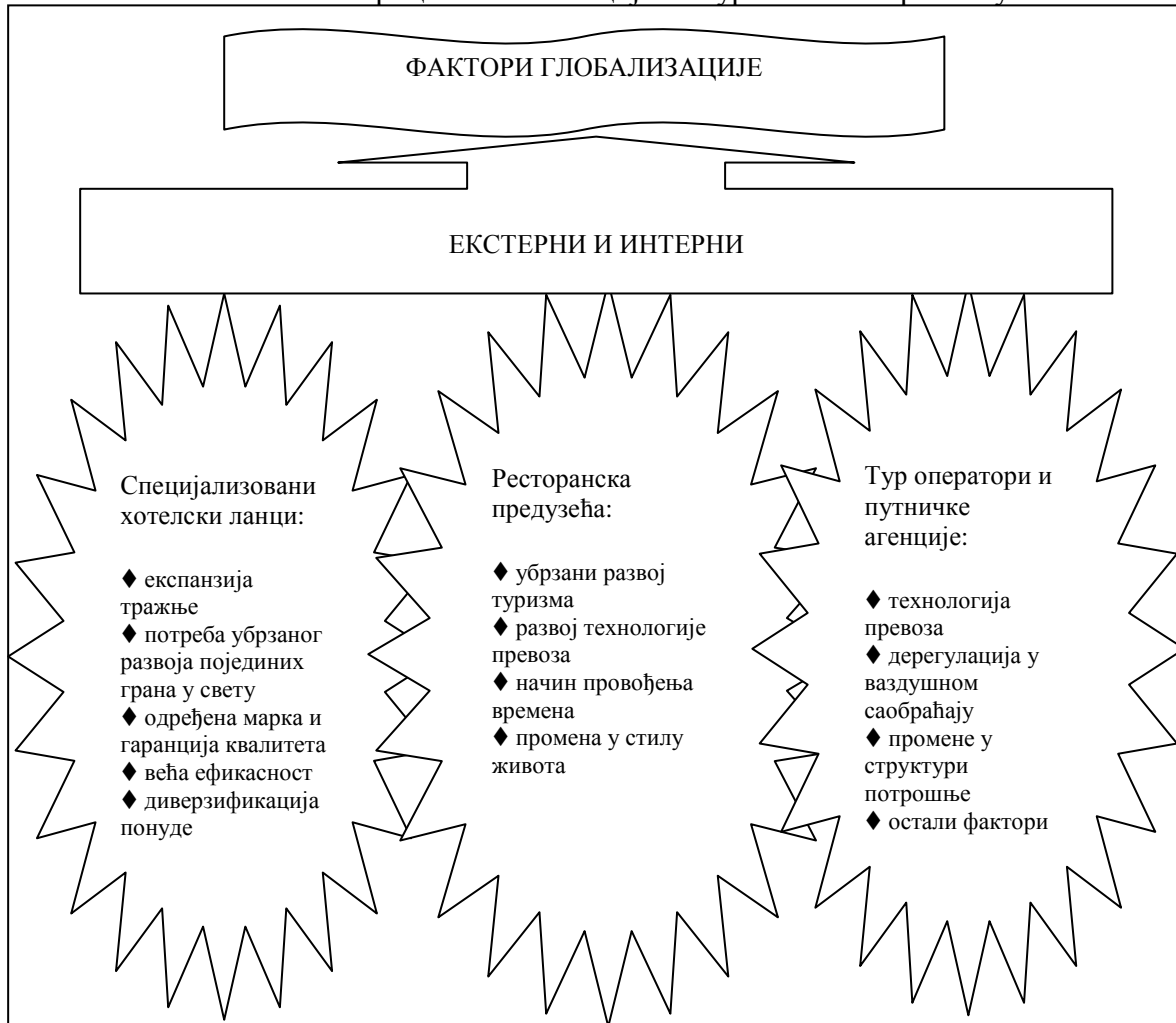 ФАКТОРИ ГЛОБАЛИЗАЦИЈЕ
ЕКСТЕРНИ И ИНТЕРНИ
Специјализовани
хотелски ланци:
♦ експанзија
тражње
♦ потреба убрзаног
развоја појединих
грана у свету
♦ одређена марка и
гаранција квалитета
♦ већа ефикасност
♦ диверзификација
понуде
Ресторанска
предузећа:
♦ убрзани развој
туризма
♦ развој технологије
превоза
♦ начин провођења
времена
♦ промена у стилу
живота
Тур оператори и
путничке
агенције:
♦ технологија
превоза
♦ дерегулација у
ваздушном
саобраћају
♦ промене у
структури
потрошње
♦ остали фактори